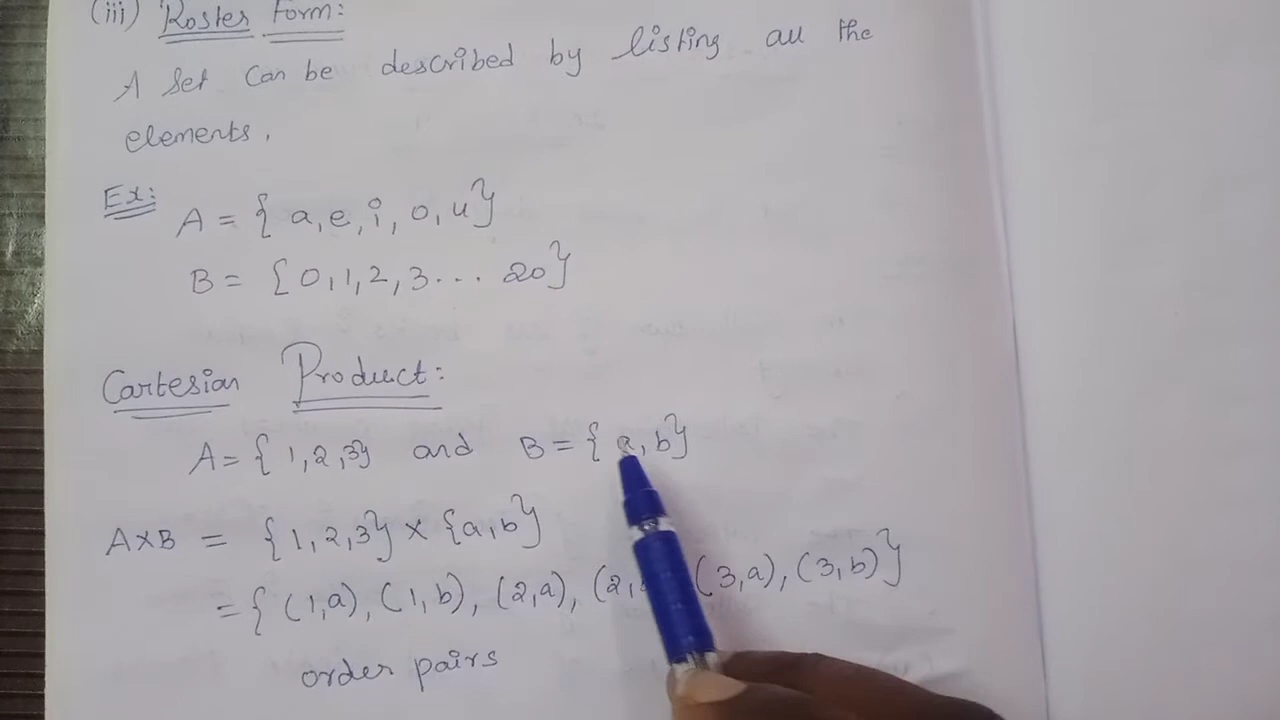 (iii) Roster Form:
A Set Can be described by listing all the
elements.
Ex: A = { a, e, i, o, u}
B = {0, 1, 2, 3... 20}
Cartesian Product:
A = { 1, 2, 3} and B = { a, b}
A×B = {1, 2, 3} × {a, b}
= { (1, a), (1, b), (2, a), (2, (3, a), (3, b)}
order pairs